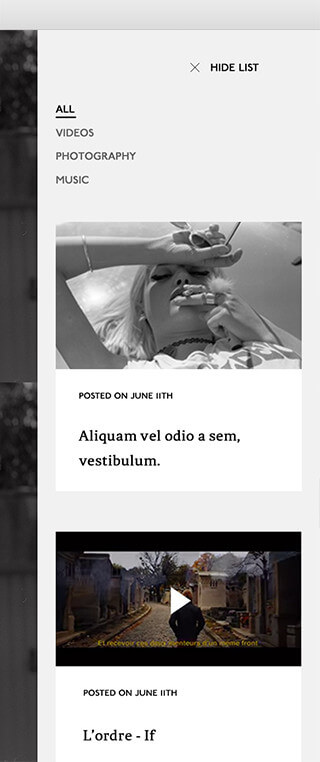 HIDE LIST
ALL
VIDEOS
PHOTOGRAPHY
MUSIC
POSTED ON JUNE 11TH
Aliquam vel odio a sem,
vestibulum.
Et recevoir ces deux menteurs d'un même front
POSTED ON JUNE 11TH
L'ordre - If